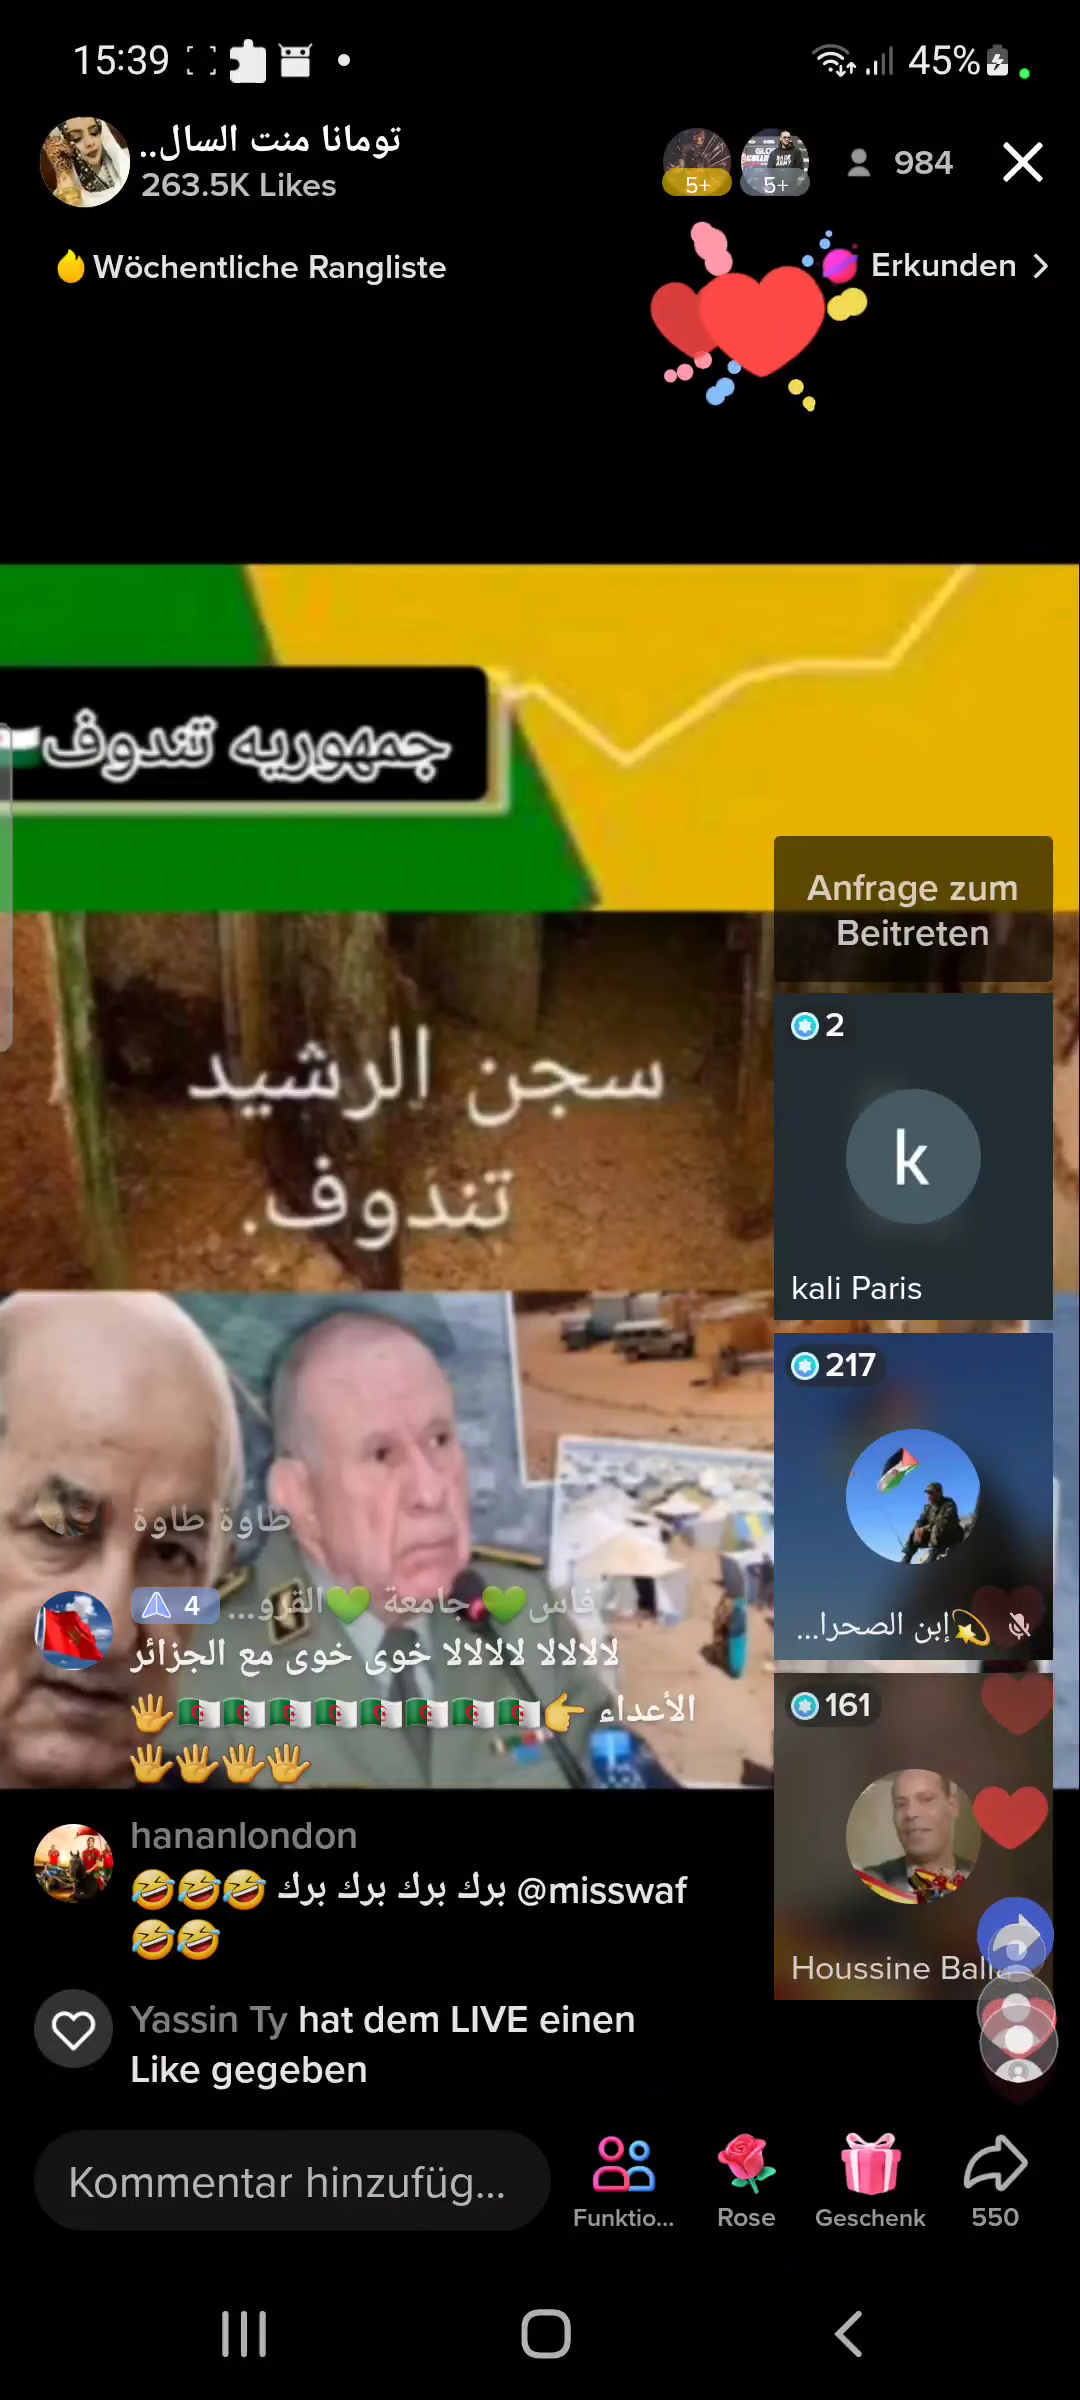 15:39
45%
تومانا منت السال..
263.5K Likes
5+
5+
984
Wöchentliche Rangliste
Erkunden
جمهوريه تندوف
Anfrage zum
Beitreten
سجن الرشيد
تندوف.
2
k
kali Paris
217
إبن الصحرا...
161
Houssine Balla
طاوة طاوة
4 فاس💚جامعة 💚القرو...
لالالالا لالالالا خوى خوى مع الجزائر
الأعداء 👉🇩🇿🇩🇿🇩🇿🇩🇿🇩🇿🇩🇿🇩🇿🇩🇿🖐
🖐🖐🖐🖐
hananlondon
@misswaf برك برك برك برك 🤣🤣🤣
🤣🤣
Yassin Ty hat dem LIVE einen
Like gegeben
Kommentar hinzufüg...
Funktio...
Rose
Geschenk
550